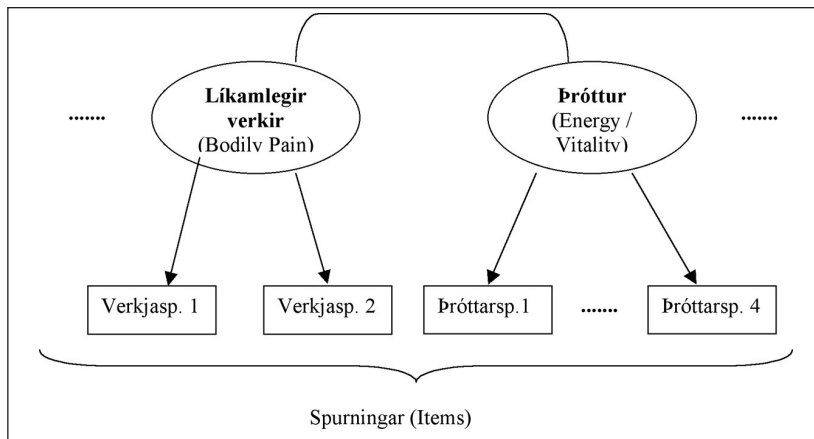 Líkamlegir
verkir
(Bodily Pain)
Þróttur
(Energy /
Vitality)
.......
.......
Verkjasp. 1
Verkjasp. 2
Þróttarsp.1
.......
Þróttarsp. 4
Spurningar (Items)